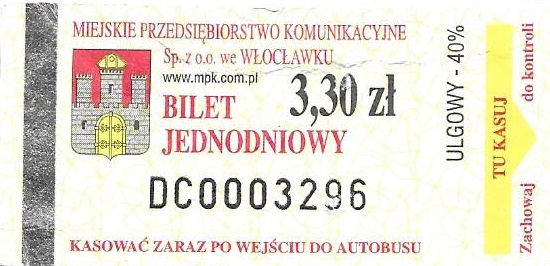 MIEJSKIE PRZEDSIĘBIORSTWO KOMUNIKACYJNE
Sp. z o.o. we WŁOCŁAWKU
www.mpk.com.pl
BILET 3,30 zł
JEDNODNIOWY
DC0003296
KASOWAĆ ZARAZ PO WEJŚCIU DO AUTOBUSU
ULGOWY - 40%
TU KASUJ
Zachowaj do kontroli